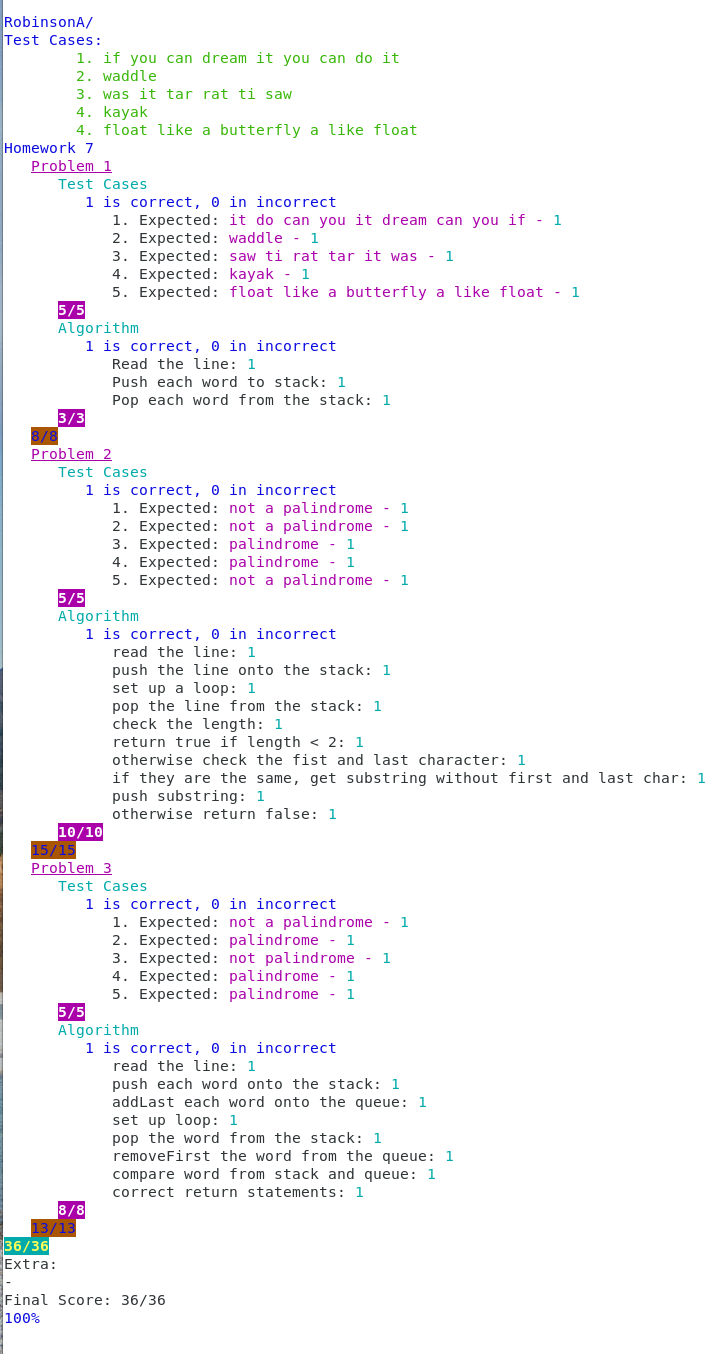 RobinsonA/
Test Cases:
1. if you can dream it you can do it
2. waddle
3. was it tar rat ti saw
4. kayak
4. float like a butterfly a like float
Homework 7
Problem 1
Test Cases
1 is correct, 0 in incorrect
1. Expected: it do can you it dream can you if - 1
2. Expected: waddle - 1
3. Expected: saw ti rat tar it was - 1
4. Expected: kayak - 1
5. Expected: float like a butterfly a like float - 1
5/5
Algorithm
1 is correct, 0 in incorrect
Read the line: 1
Push each word to stack: 1
Pop each word from the stack: 1
3/3
8/8
Problem 2
Test Cases
1 is correct, 0 in incorrect
1. Expected: not a palindrome - 1
2. Expected: not a palindrome - 1
3. Expected: palindrome - 1
4. Expected: palindrome - 1
5. Expected: not a palindrome - 1
5/5
Algorithm
1 is correct, 0 in incorrect
read the line: 1
push the line onto the stack: 1
set up a loop: 1
pop the line from the stack: 1
check the length: 1
return true if length < 2: 1
otherwise check the fist and last character: 1
if they are the same, get substring without first and last char: 1
push substring: 1
otherwise return false: 1
10/10
15/15
Problem 3
Test Cases
1 is correct, 0 in incorrect
1. Expected: not a palindrome - 1
2. Expected: palindrome - 1
3. Expected: not palindrome - 1
4. Expected: palindrome - 1
5. Expected: palindrome - 1
5/5
Algorithm
1 is correct, 0 in incorrect
read the line: 1
push each word onto the stack: 1
addLast each word onto the queue: 1
set up loop: 1
pop the word from the stack: 1
removeFirst the word from the queue: 1
compare word from stack and queue: 1
correct return statements: 1
8/8
13/13
36/36
Extra:
-
Final Score: 36/36
100%